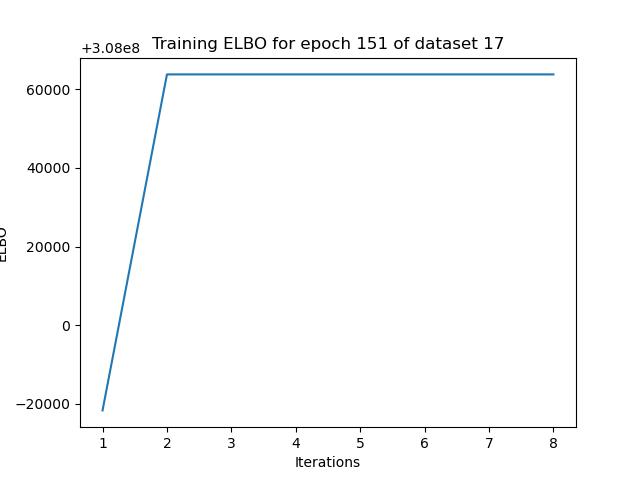 Training ELBO for epoch 151 of dataset 17
+3.08e8
60000
40000
20000
0
−20000
ELBO
1 2 3 4 5 6 7 8
Iterations